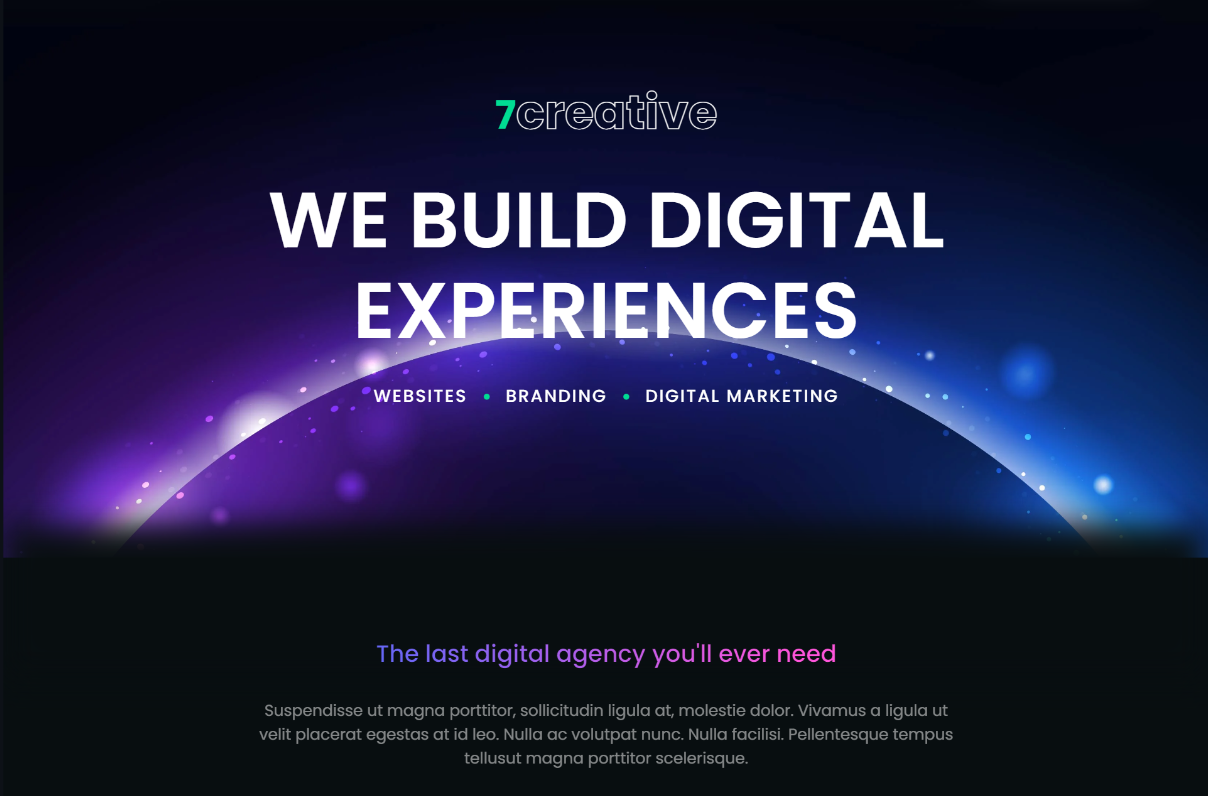 7creative
WE BUILD DIGITAL
EXPERIENCES
WEBSITES • BRANDING • DIGITAL MARKETING
The last digital agency you'll ever need
Suspendisse ut magna porttitor, sollicitudin ligula at, molestie dolor. Vivamus a ligula ut
velit placerat egestas at id leo. Nulla ac volutpat nunc. Nulla facilisi. Pellentesque tempus
tellusut magna porttitor scelerisque.